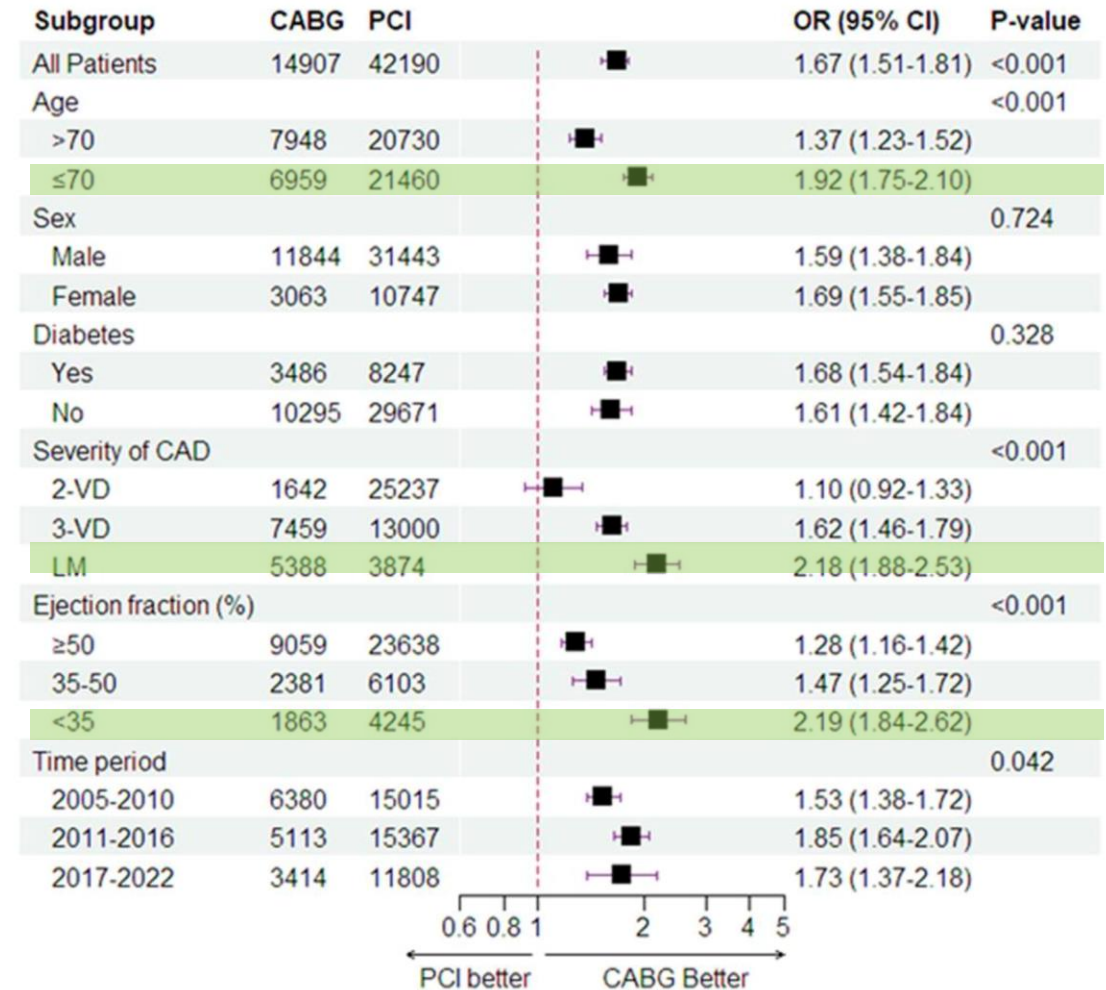 Subgroup CABG PCI OR (95% CI) P-value
All Patients 14907 42190 1.67 (1.51-1.81) <0.001
Age <0.001
>70 7948 20730 1.37 (1.23-1.52)
≤70 6959 21460 1.92 (1.75-2.10)
Sex 0.724
Male 11844 31443 1.59 (1.38-1.84)
Female 3063 10747 1.69 (1.55-1.85)
Diabetes 0.328
Yes 3486 8247 1.68 (1.54-1.84)
No 10295 29671 1.61 (1.42-1.84)
Severity of CAD <0.001
2-VD 1642 25237 1.10 (0.92-1.33)
3-VD 7459 13000 1.62 (1.46-1.79)
LM 5388 3874 2.18 (1.88-2.53)
Ejection fraction (%) <0.001
≥50 9059 23638 1.28 (1.16-1.42)
35-50 2381 6103 1.47 (1.25-1.72)
<35 1863 4245 2.19 (1.84-2.62)
Time period 0.042
2005-2010 6380 15015 1.53 (1.38-1.72)
2011-2016 5113 15367 1.85 (1.64-2.07)
2017-2022 3414 11808 1.73 (1.37-2.18)
0.6 0.8 1 2 3 4 5
PCI better CABG Better